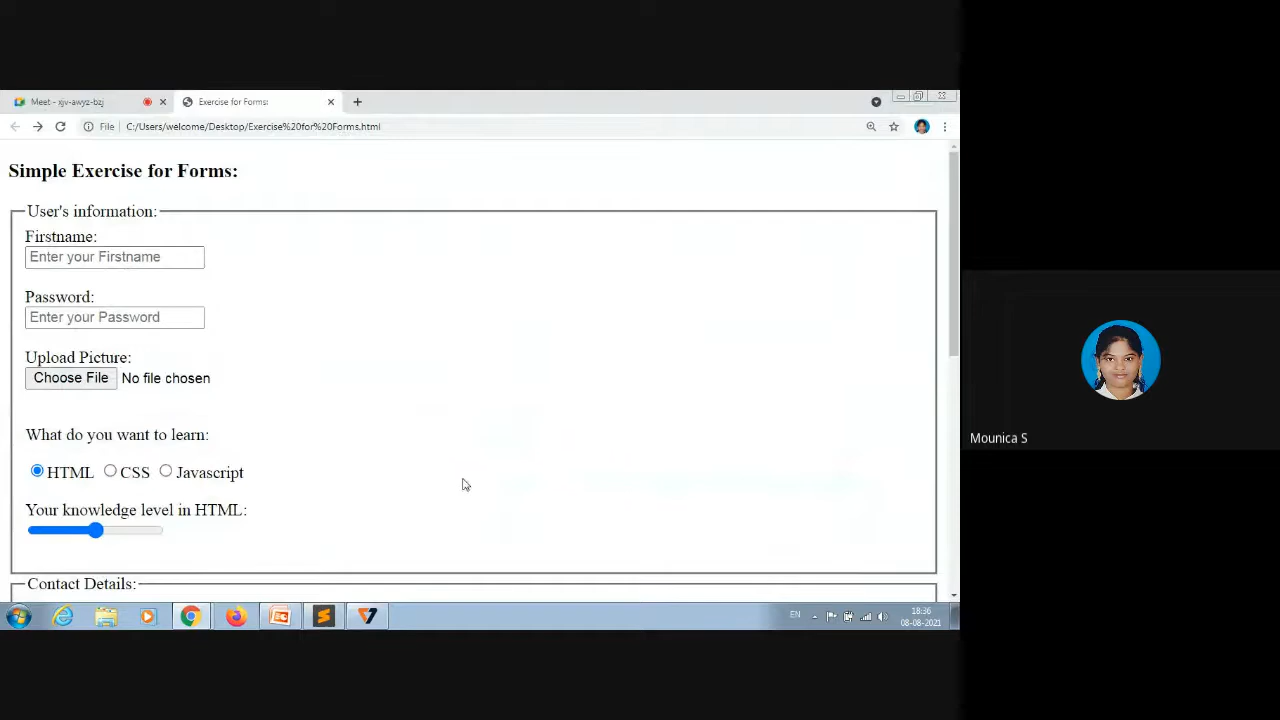 Meet - xjv-awyz-bzj
Exercise for Forms:
File
C:/Users/welcome/Desktop/Exercise%20for%20Forms.html
Simple Exercise for Forms:
User's information:
Firstname:
Enter your Firstname
Password:
Enter your Password
Upload Picture:
Choose File No file chosen
What do you want to learn:
HTML CSS Javascript
Your knowledge level in HTML:
Contact Details:
EN
18:36
08-08-2021
Mounica S